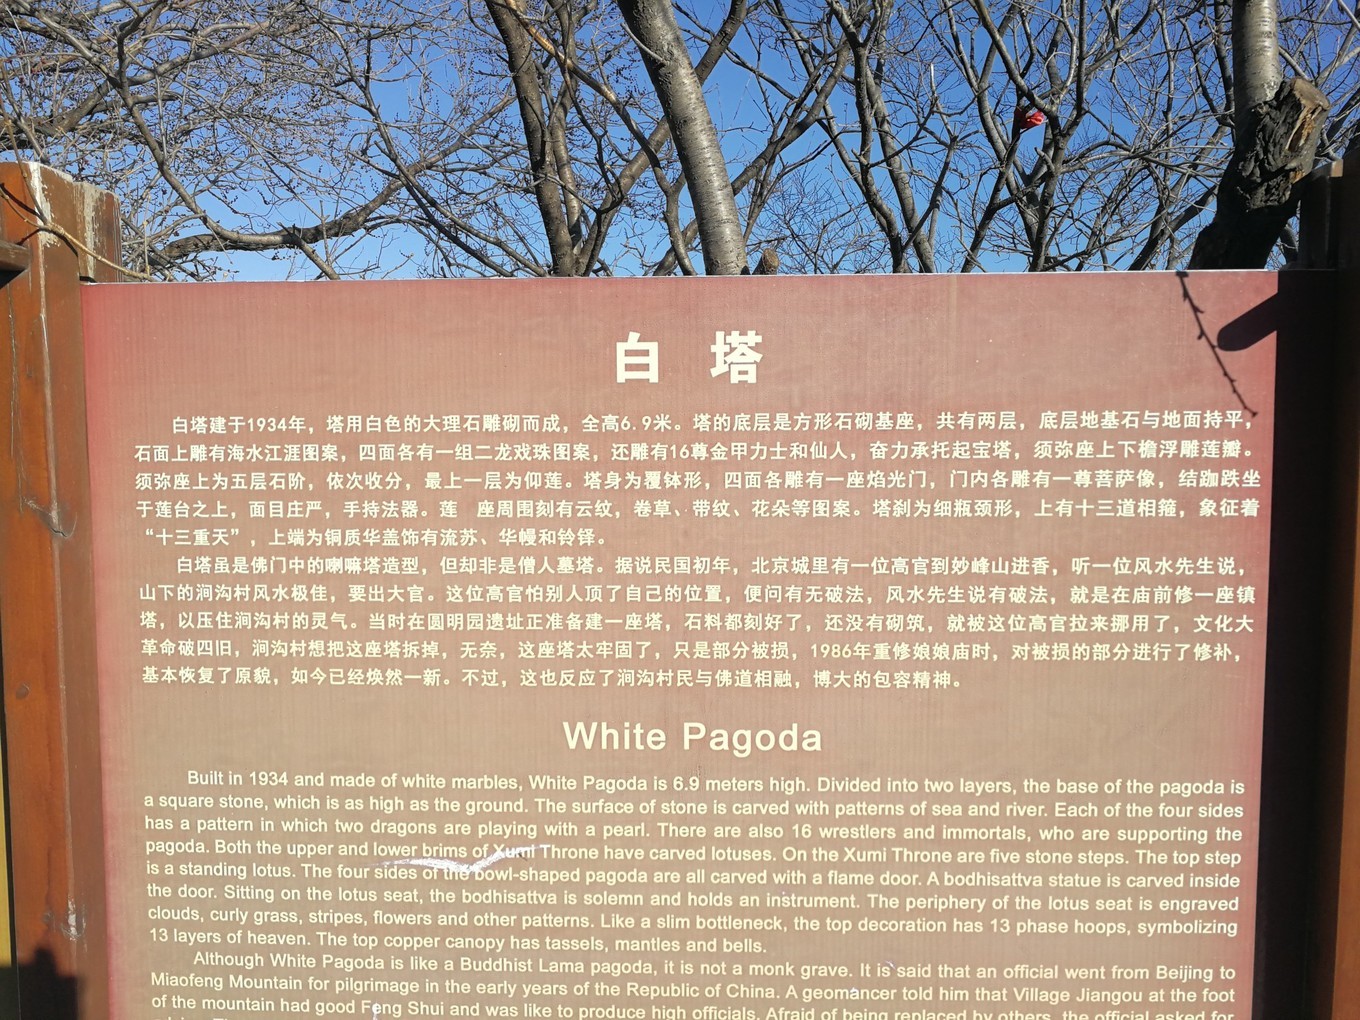 白 塔
白塔建于1934年，塔用白色的大理石雕砌而成，全高6.9米。塔的底层是方形石砌基座，共有两层，底层地基石与地面持平，
石面上雕有海水江涯图案，四面各有一组二龙戏珠图案，还雕有16尊金甲力士和仙人，奋力承托起宝塔，须弥座上下檐浮雕莲瓣。
须弥座上为五层石阶，依次收分，最上一层为仰莲。塔身为覆钵形，四面各雕有一座焰光门，门内各雕有一尊菩萨像，结跏趺坐
于莲台之上，面目庄严，手持法器。莲 座周围刻有云纹，卷草、带纹、花朵等图案。塔刹为细瓶颈形，上有十三道相箍，象征着
“十三重天”，上端为铜质华盖饰有流苏、华幔和铃铎。
白塔虽是佛门中的喇嘛塔造型，但却非是僧人墓塔。据说民国初年，北京城里有一位高官到妙峰山进香，听一位风水先生说，
山下的涧沟村风水极佳，要出大官。这位高官怕别人顶了自己的位置，便问有无破法，风水先生说有破法，就是在庙前修一座镇
塔，以压住涧沟村的灵气。当时在圆明园遗址正准备建一座塔，石料都刻好了，还没有砌筑，就被这位高官拉来挪用了，文化大
革命破四旧，涧沟村想把这座塔拆掉，无奈，这座塔太牢固了，只是部分被损，1986年重修娘娘庙时，对被损的部分进行了修补，
基本恢复了原貌，如今已经焕然一新。不过，这也反应了涧沟村民与佛道相融，博大的包容精神。
White Pagoda
Built in 1934 and made of white marbles, White Pagoda is 6.9 meters high. Divided into two layers, the base of the pagoda is
a square stone, which is as high as the ground. The surface of stone is carved with patterns of sea and river. Each of the four sides
has a pattern in which two dragons are playing with a pearl. There are also 16 wrestlers and immortals, who are supporting the
pagoda. Both the upper and lower brims of Xumi Throne have carved lotuses. On the Xumi Throne are five stone steps. The top step
is a standing lotus. The four sides of the bowl-shaped pagoda are all carved with a flame door. A bodhisattva statue is carved inside
the door. Sitting on the lotus seat, the bodhisattva is solemn and holds an instrument. The periphery of the lotus seat is engraved
clouds, curly grass, stripes, flowers and other patterns. Like a slim bottleneck, the top decoration has 13 phase hoops, symbolizing
13 layers of heaven. The top copper canopy has tassels, mantles and bells.
Although White Pagoda is like a Buddhist Lama pagoda, it is not a monk grave. It is said that an official went from Beijing to
Miaofeng Mountain for pilgrimage in the early years of the Republic of China. A geomancer told him that Village Jiangou at the foot
of the mountain had good Feng Shui and was like to produce high officials. Afraid of being replaced by others, the official asked for